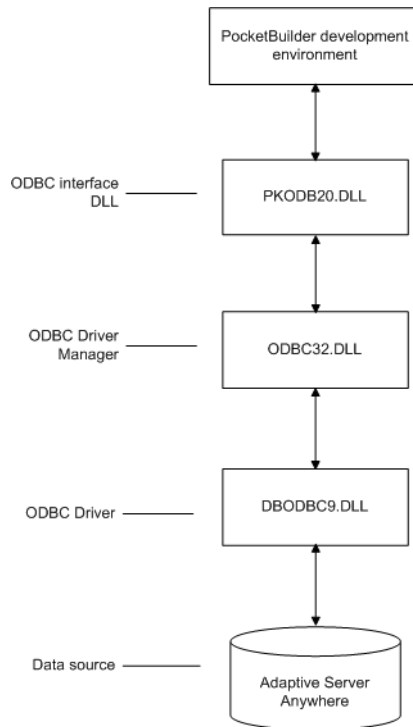 PocketBuilder development
environment
ODBC interface
DLL
PKODB20.DLL
ODBC Driver
Manager
ODBC32.DLL
ODBC Driver
DBODBC9.DLL
Data source
Adaptive Server
Anywhere